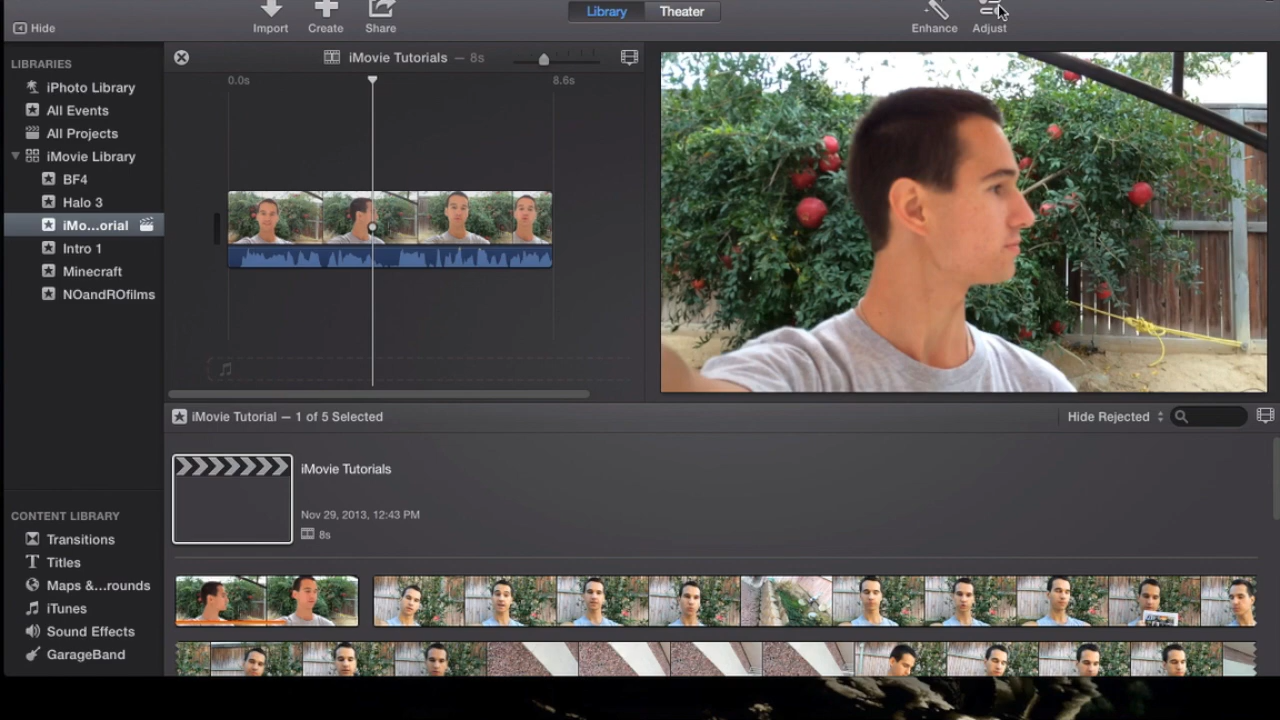 Hide
Import
Create
Share
Library
Theater
Enhance
Adjust
LIBRARIES
iPhoto Library
All Events
All Projects
iMovie Library
BF4
Halo 3
iMo...orial
Intro 1
Minecraft
NOandROfilms
CONTENT LIBRARY
Transitions
Titles
Maps &...rounds
iTunes
Sound Effects
GarageBand
iMovie Tutorials — 8s
0.0s
8.6s
iMovie Tutorial — 1 of 5 Selected
Hide Rejected
iMovie Tutorials
Nov 29, 2013, 12:43 PM
8s